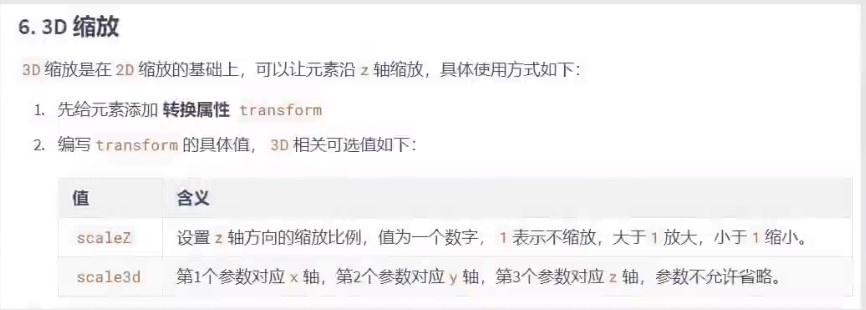 6. 3D 缩放
3D 缩放是在 2D 缩放的基础上，可以让元素沿 z 轴缩放，具体使用方式如下：
1. 先给元素添加 转换属性 transform
2. 编写 transform 的具体值， 3D 相关可选值如下：
值 含义
scaleZ 设置 z 轴方向的缩放比例，值为一个数字， 1 表示不缩放，大于 1 放大，小于 1 缩小。
scale3d 第1个参数对应 x 轴，第2个参数对应 y 轴，第3个参数对应 z 轴，参数不允许省略。